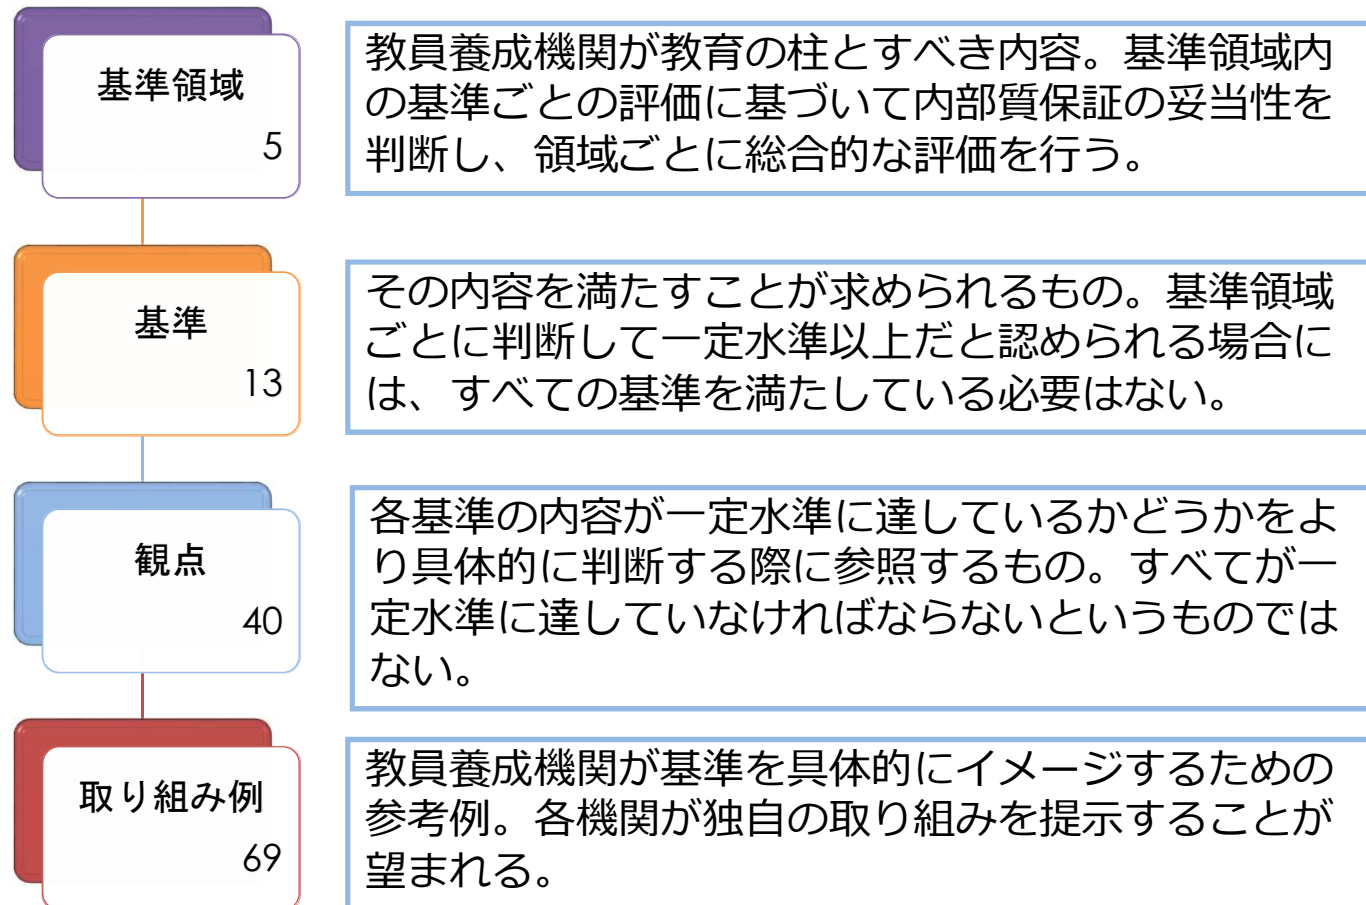 基準領域
5
教員養成機関が教育の柱とすべき内容。基準領域内
の基準ごとの評価に基づいて内部質保証の妥当性を
判断し、領域ごとに総合的な評価を行う。
基準
13
その内容を満たすことが求められるもの。基準領域
ごとに判断して一定水準以上だと認められる場合に
は、すべての基準を満たしている必要はない。
観点
40
各基準の内容が一定水準に達しているかどうかをよ
り具体的に判断する際に参照するもの。すべてが一
定水準に達していなければならないというものでは
ない。
取り組み例
69
教員養成機関が基準を具体的にイメージするための
参考例。各機関が独自の取り組みを提示することが
望まれる。